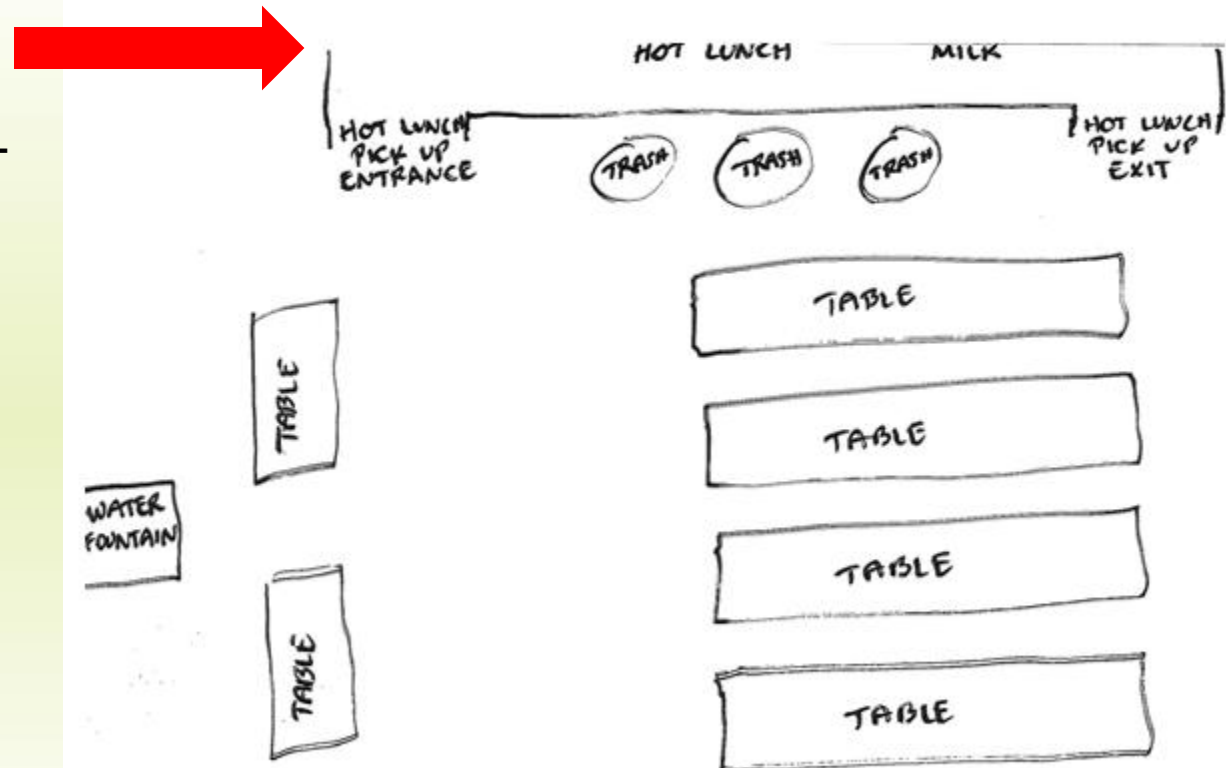 HOT LUNCH MILK
HOT LUNCH
PICK UP
ENTRANCE
TRASH
TRASH
TRASH
HOT LUNCH
PICK UP
EXIT
TABLE
TABLE
TABLE
WATER
FOUNTAIN
TABLE
TABLE
TABLE